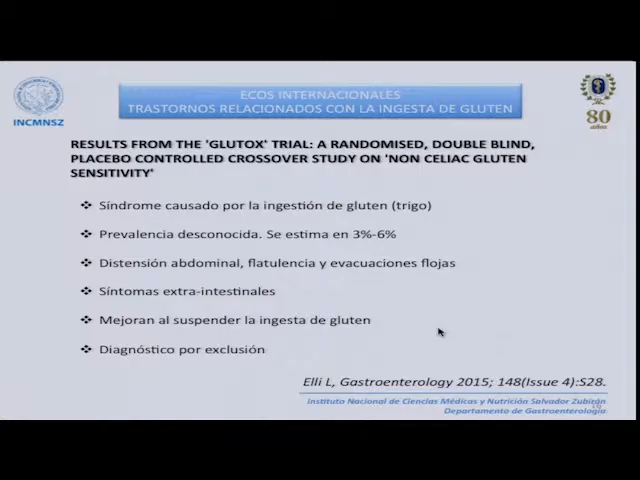 ECOS INTERNACIONALES
TRASTORNOS RELACIONADOS CON LA INGESTA DE GLUTEN
INCMNSZ
80
años
RESULTS FROM THE 'GLUTOX' TRIAL: A RANDOMISED, DOUBLE BLIND,
PLACEBO CONTROLLED CROSSOVER STUDY ON 'NON CELIAC GLUTEN
SENSITIVITY'
❖ Síndrome causado por la ingestión de gluten (trigo)
❖ Prevalencia desconocida. Se estima en 3%-6%
❖ Distensión abdominal, flatulencia y evacuaciones flojas
❖ Síntomas extra-intestinales
❖ Mejoran al suspender la ingesta de gluten
❖ Diagnóstico por exclusión
Elli L, Gastroenterology 2015; 148(Issue 4):S28.
Instituto Nacional de Ciencias Médicas y Nutrición Salvador Zubirán
Departamento de Gastroenterología